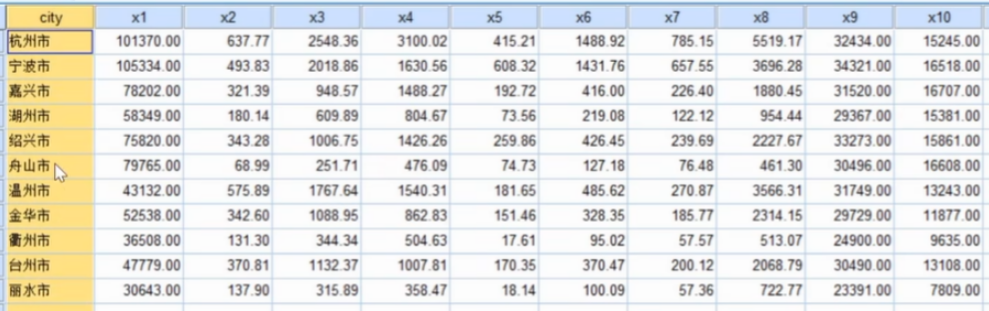 city x1 x2 x3 x4 x5 x6 x7 x8 x9 x10
杭州市 101370.00 637.77 2548.36 3100.02 415.21 1488.92 785.15 5519.17 32434.00 15245.00
宁波市 105334.00 493.83 2018.86 1630.56 608.32 1431.76 657.55 3696.28 34321.00 16518.00
嘉兴市 78202.00 321.39 948.57 1488.27 192.72 416.00 226.40 1880.45 31520.00 16707.00
湖州市 58349.00 180.14 609.89 804.67 73.56 219.08 122.12 954.44 29367.00 15381.00
绍兴市 75820.00 343.28 1006.75 1426.26 259.86 426.45 239.69 2227.67 33273.00 15861.00
舟山市 79765.00 68.99 251.71 476.09 74.73 127.18 76.48 461.30 30496.00 16608.00
温州市 43132.00 575.89 1767.64 1540.31 181.65 485.62 270.87 3566.31 31749.00 13243.00
金华市 52538.00 342.60 1088.95 862.83 151.46 328.35 185.77 2314.15 29729.00 11877.00
衢州市 36508.00 131.30 344.34 504.63 17.61 95.02 57.57 513.07 24900.00 9635.00
台州市 47779.00 370.81 1132.37 1007.81 170.35 370.47 200.12 2068.79 30490.00 13108.00
丽水市 30643.00 137.90 315.89 358.47 18.14 100.09 57.36 722.77 23391.00 7809.00